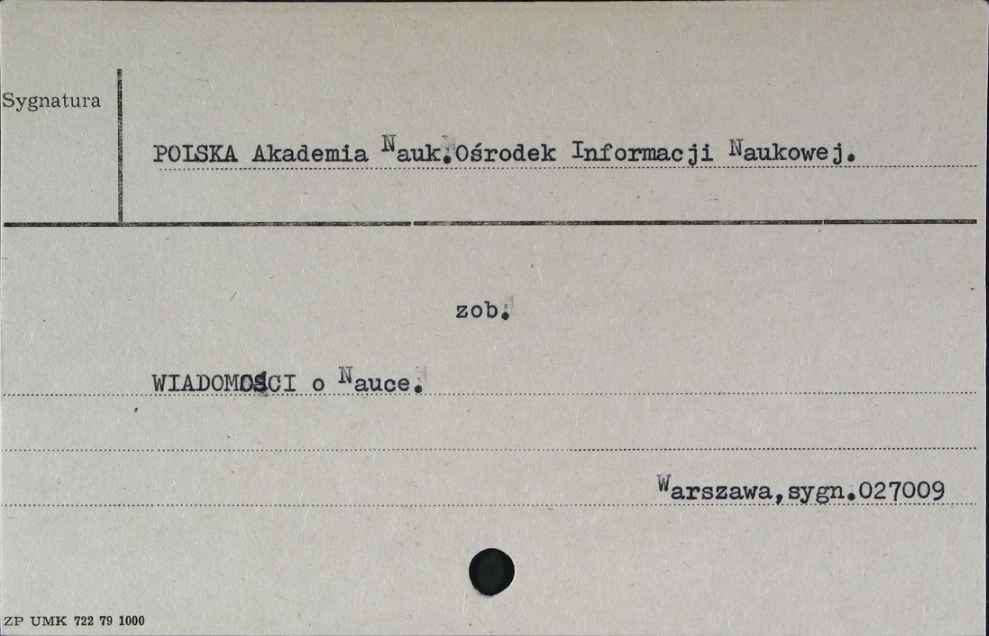 Sygnatura
POLSKA Akademia Nauk.Ośrodek Informacji Naukowej.
zob.
WIADOMOŚCI o Nauce.
Warszawa,sygn.027009
ZP UMK 722 79 1000